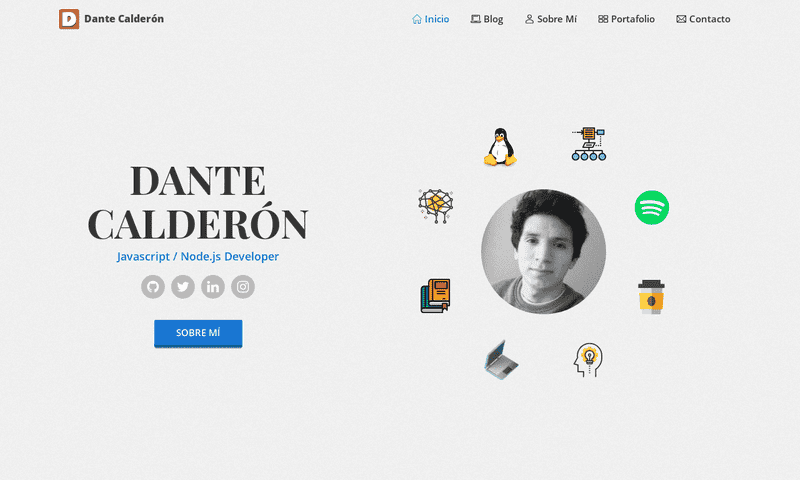 Dante Calderón
Inicio
Blog
Sobre Mí
Portafolio
Contacto
DANTE
CALDERÓN
Javascript / Node.js Developer
SOBRE MÍ